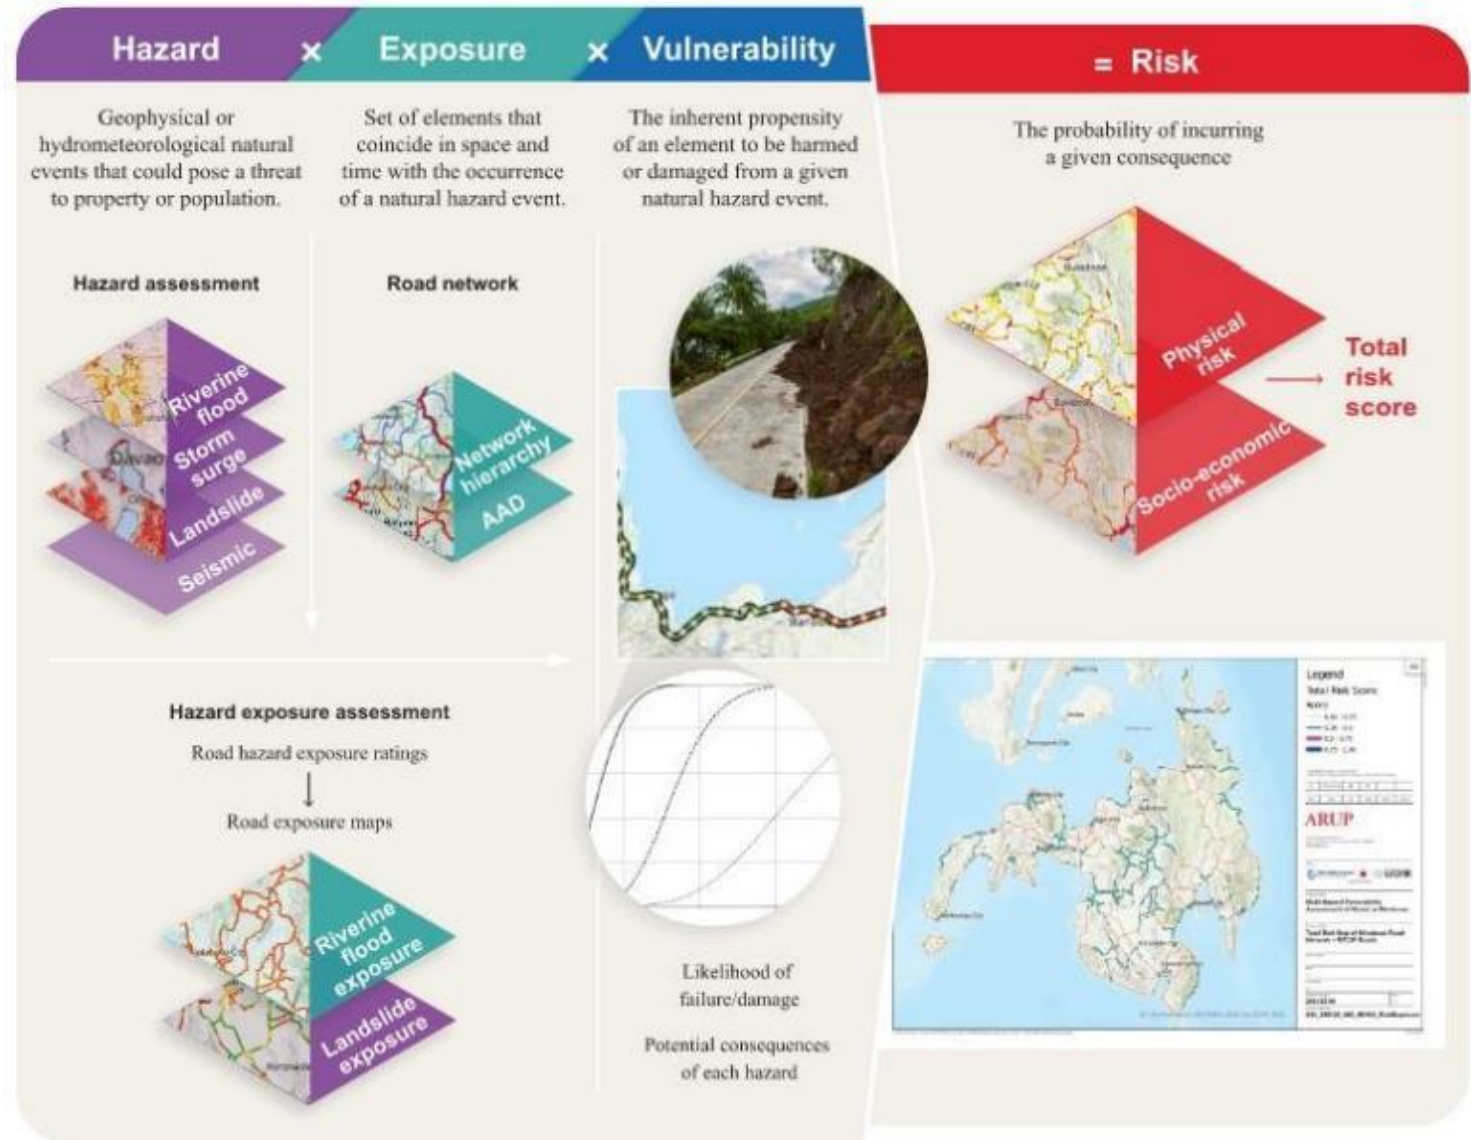 Hazard
x
Exposure
x
Vulnerability
= Risk
Geophysical or
hydrometeorological natural
events that could pose a threat
to property or population.
Set of elements that
coincide in space and
time with the occurrence
of a natural hazard event.
The inherent propensity
of an element to be harmed
or damaged from a given
natural hazard event.
The probability of incurring
a given consequence
Hazard assessment
Riverine
flood
Storm
surge
Landslide
Seismic
Davao
Road network
Network
hierarchy
AAD
Physical
risk
Socio-economic
risk
Total
risk
score
Hazard exposure assessment
Road hazard exposure ratings
Road exposure maps
Riverine
flood
exposure
Landslide
exposure
Likelihood of
failure/damage
Potential consequences
of each hazard
Legend
Total Risk Score
ARUP